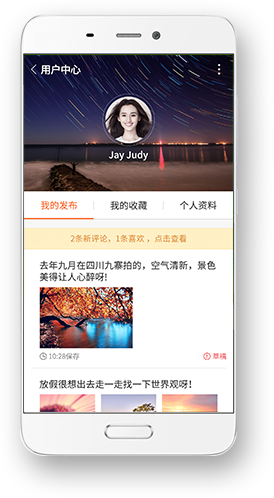 用户中心
Jay Judy
我的发布 我的收藏 个人资料
2条新评论，1条喜欢，点击查看
去年九月在四川九寨拍的，空气清新，景色
美得让人心醉呀！
10:28保存 草稿
放假很想出去走一走找一下世界观呀！